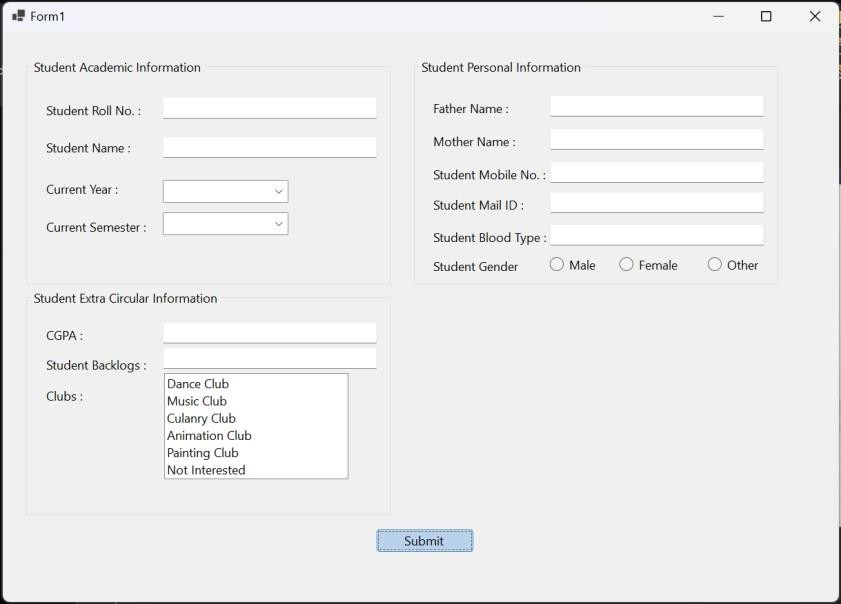 Form1
Student Academic Information
Student Roll No. :
Student Name :
Current Year :
Current Semester :
Student Personal Information
Father Name :
Mother Name :
Student Mobile No. :
Student Mail ID :
Student Blood Type :
Student Gender Male Female Other
Student Extra Circular Information
CGPA :
Student Backlogs :
Clubs :
Dance Club
Music Club
Culanry Club
Animation Club
Painting Club
Not Interested
Submit